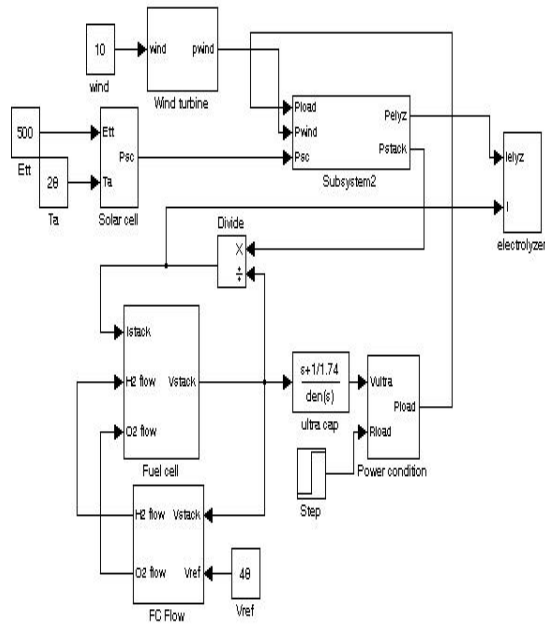 10
wind
wind
pwind
Wind turbine
500
Ett
28
Ta
Ett
Ta
Psc
Solar cell
Pload
Pwind
Psc
Pelyz
Pstack
Subsystem2
Ielyz
I
electrolyzer
Divide
×
÷
Istack
H2 flow
O2 flow
Vstack
Fuel cell
s+1/1.74
den(s)
ultra cap
Vultra
Rload
Pload
Power condition
Step
H2 flow
O2 flow
Vstack
Vref
FC Flow
48
Vref